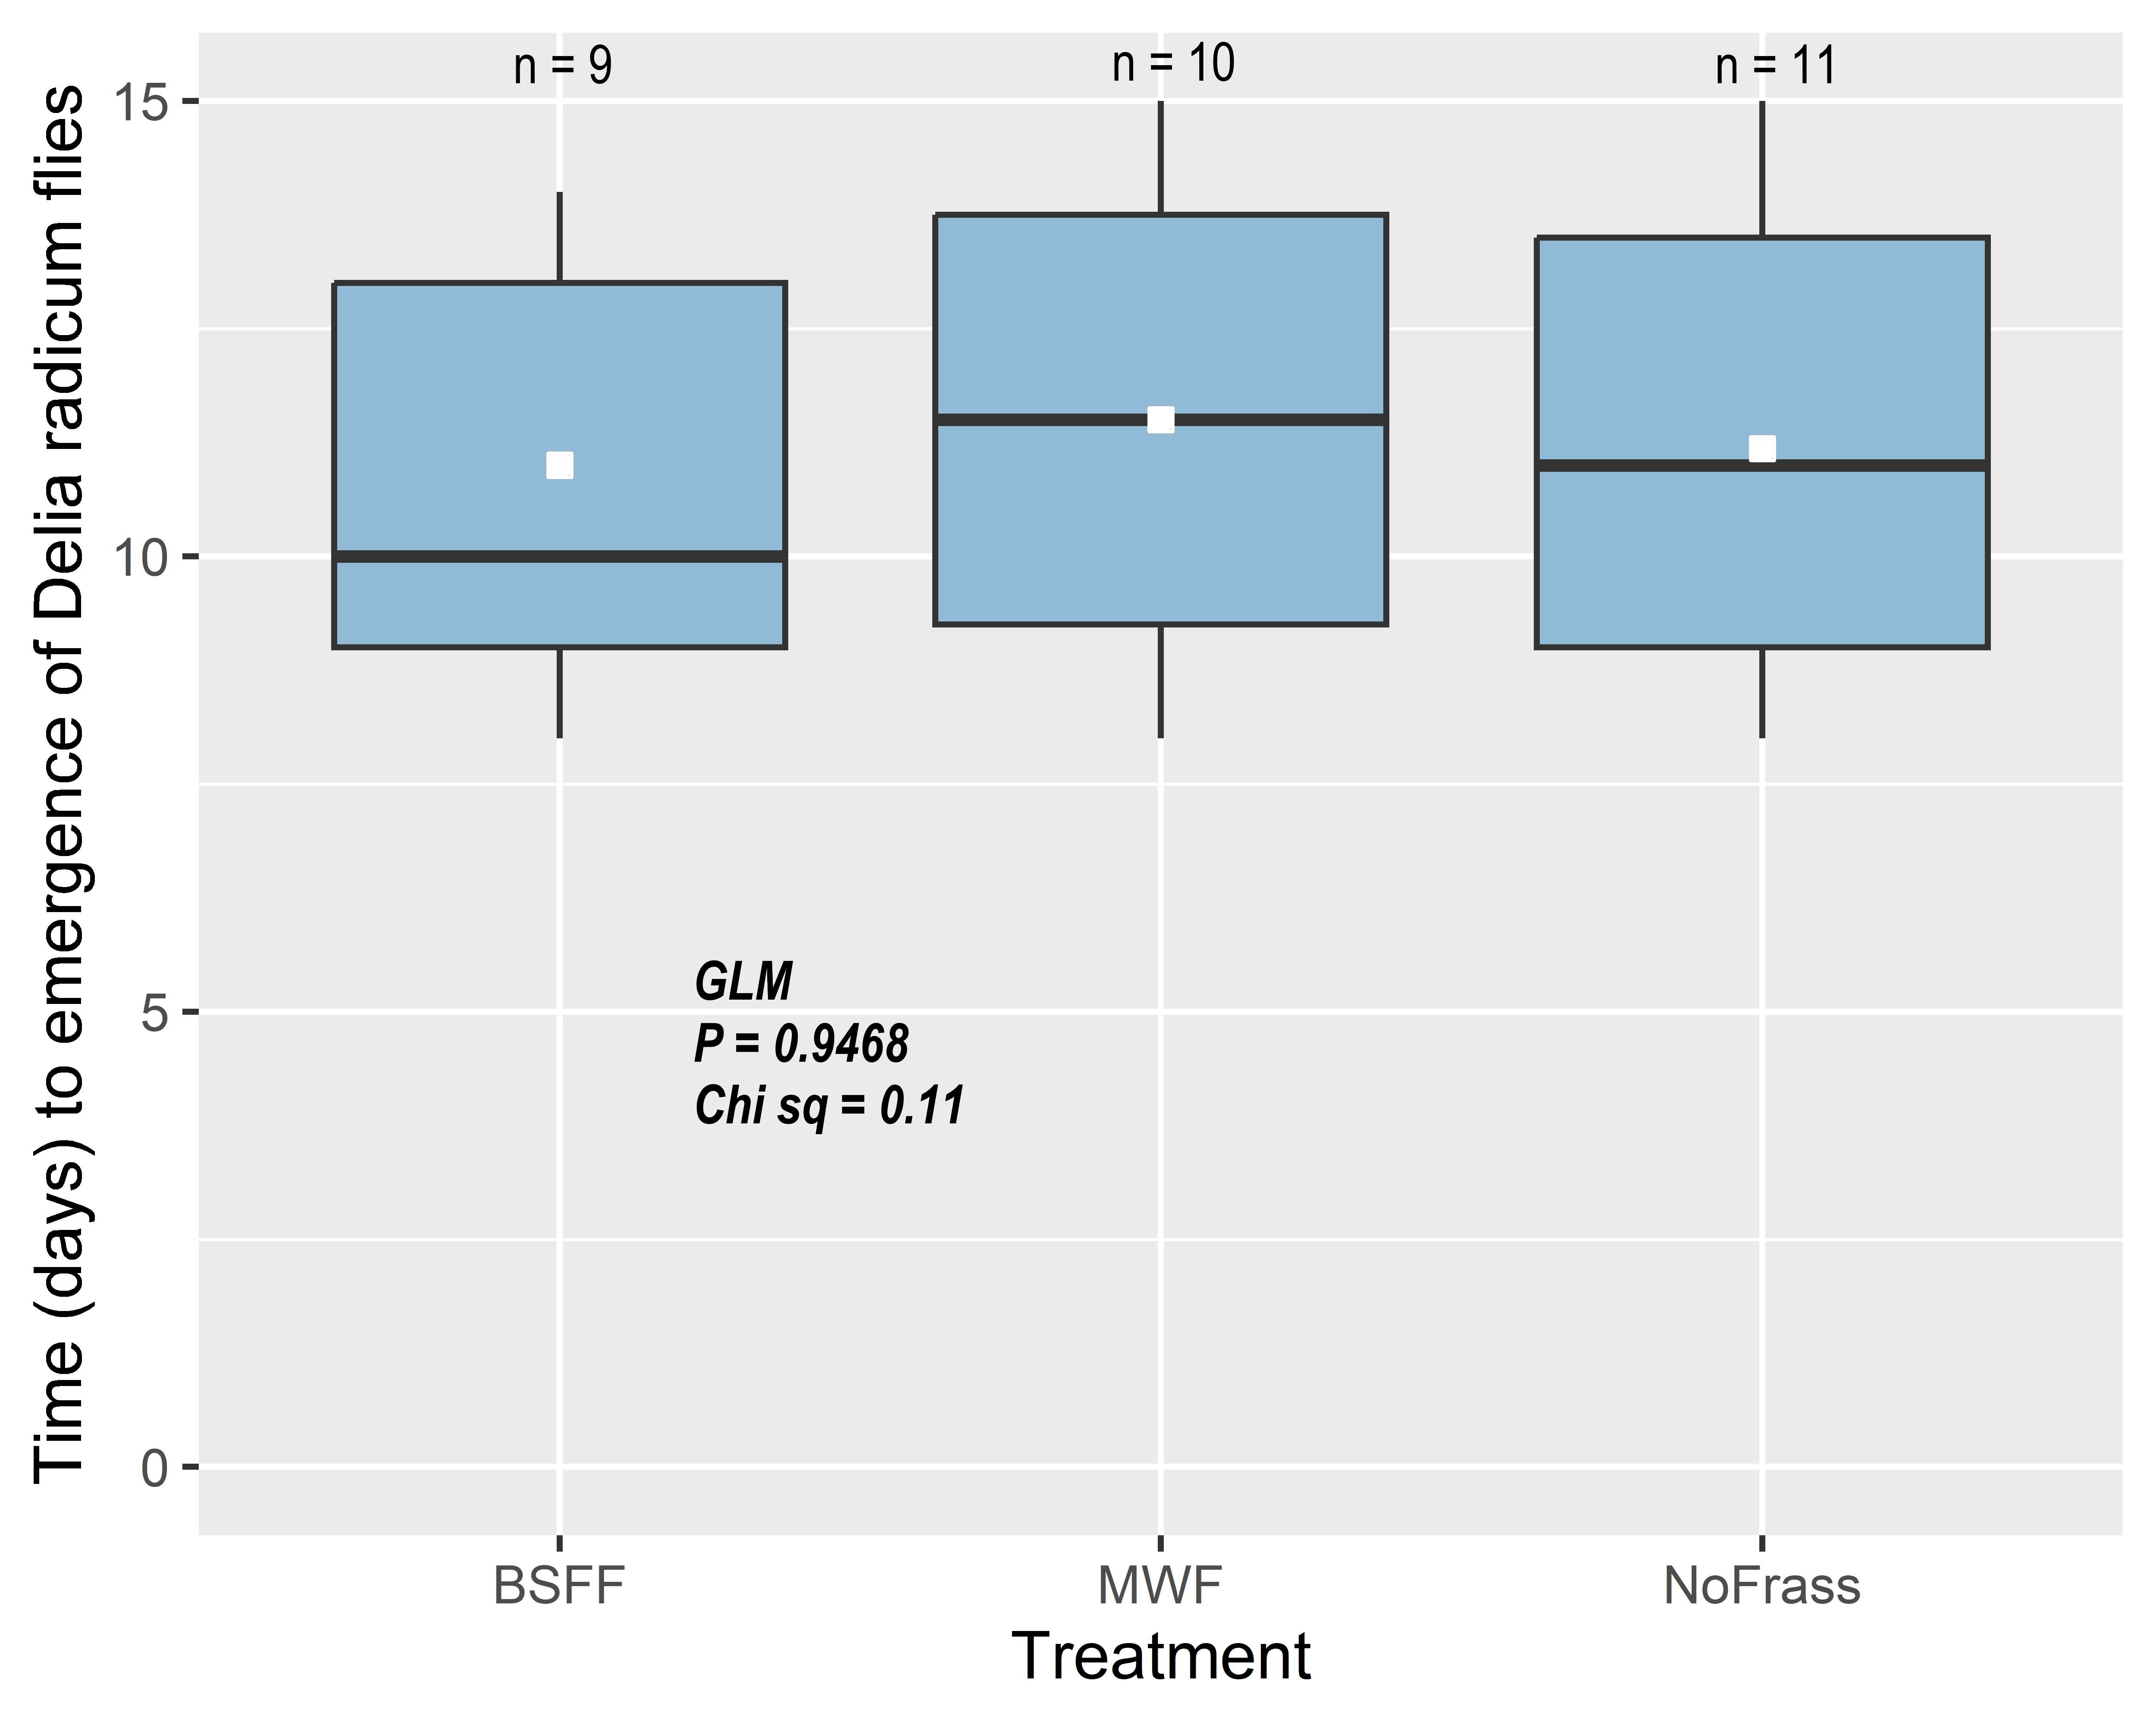 n = 9
n = 10
n = 11
Time (days) to emergence of Delia radicum flies
15
10
5
0
GLM
P = 0.9468
Chi sq = 0.11
BSFF
MWF
NoFrass
Treatment